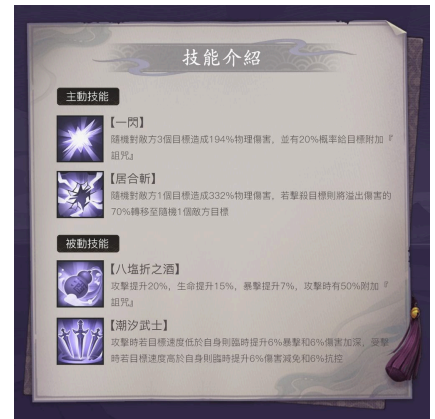 技能介紹
主動技能
【一閃】
隨機對敵方3個目標造成194%物理傷害，並有20%概率給目標附加『
詛咒』
【居合斬】
隨機對敵方1個目標造成332%物理傷害，若擊殺目標則將溢出傷害的
70%轉移至隨機1個敵方目標
被動技能
【八塩折之酒】
攻擊提升20%，生命提升15%，暴擊提升7%，攻擊時有50%附加『
詛咒』
【潮汐武士】
攻擊時若目標速度低於自身則臨時提升6%暴擊和6%傷害加深，受擊
時若目標速度高於自身則臨時提升6%傷害減免和6%抗控